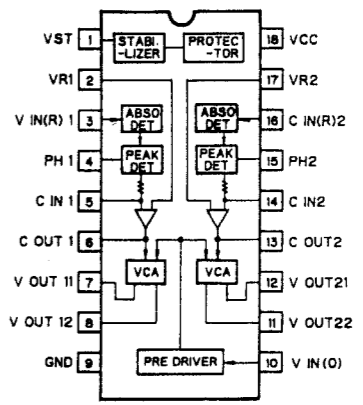 VST 1 STABI-LIZER PROTEC-TOR 18 VCC
VR1 2 17 VR2
V IN(R) 1 3 ABSO DET ABSO DET 16 C IN(R)2
PH 1 4 PEAK DET PEAK DET 15 PH2
C IN 1 5 14 C IN2
C OUT 1 6 13 C OUT2
V OUT 11 7 VCA VCA 12 V OUT21
V OUT 12 8 11 V OUT22
GND 9 PRE DRIVER 10 V IN(0)